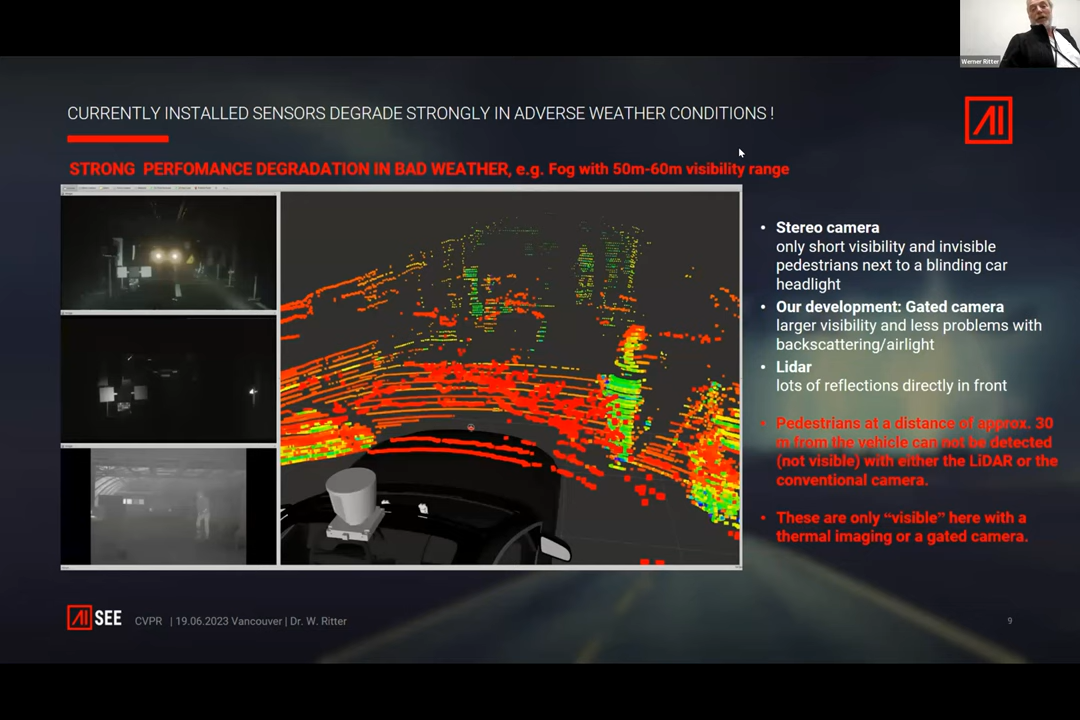 Werner Ritter
CURRENTLY INSTALLED SENSORS DEGRADE STRONGLY IN ADVERSE WEATHER CONDITIONS !
AI
STRONG PERFOMANCE DEGRADATION IN BAD WEATHER, e.g. Fog with 50m-60m visibility range
• Stereo camera
only short visibility and invisible
pedestrians next to a blinding car
headlight
• Our development: Gated camera
larger visibility and less problems with
backscattering/airlight
• Lidar
lots of reflections directly in front
• Pedestrians at a distance of approx. 30
m from the vehicle can not be detected
(not visible) with either the LiDAR or the
conventional camera.
• These are only “visible” here with a
thermal imaging or a gated camera.
AI SEE
CVPR | 19.06.2023 Vancouver | Dr. W. Ritter
9